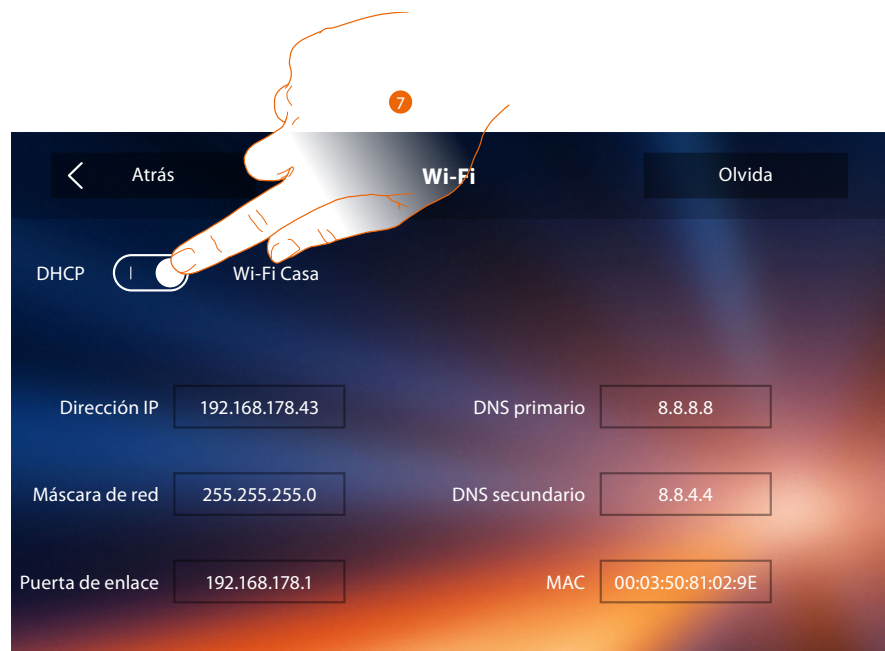 7
Atrás
Wi-Fi
Olvida
DHCP
Wi-Fi Casa
Dirección IP 192.168.178.43
DNS primario 8.8.8.8
Máscara de red 255.255.255.0
DNS secundario 8.8.4.4
Puerta de enlace 192.168.178.1
MAC 00:03:50:81:02:9E